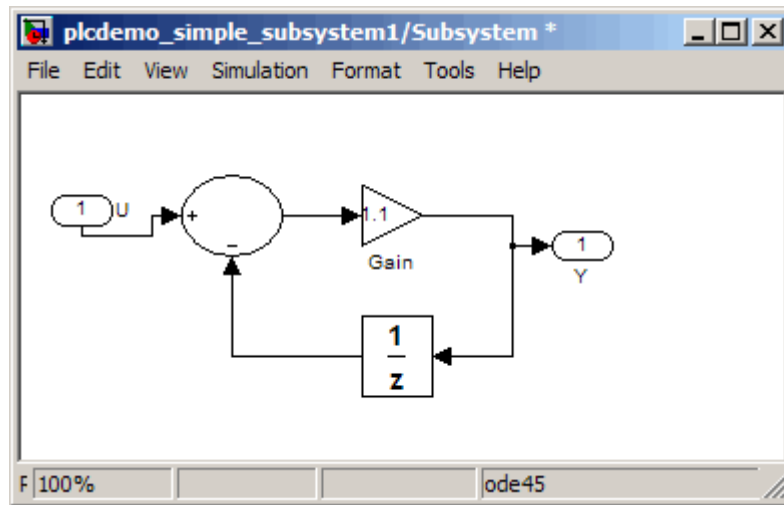 plcdemo_simple_subsystem1/Subsystem *
File Edit View Simulation Format Tools Help
1 U
+
1.1
−
1
Gain
Y
1
z
F 100% ode45